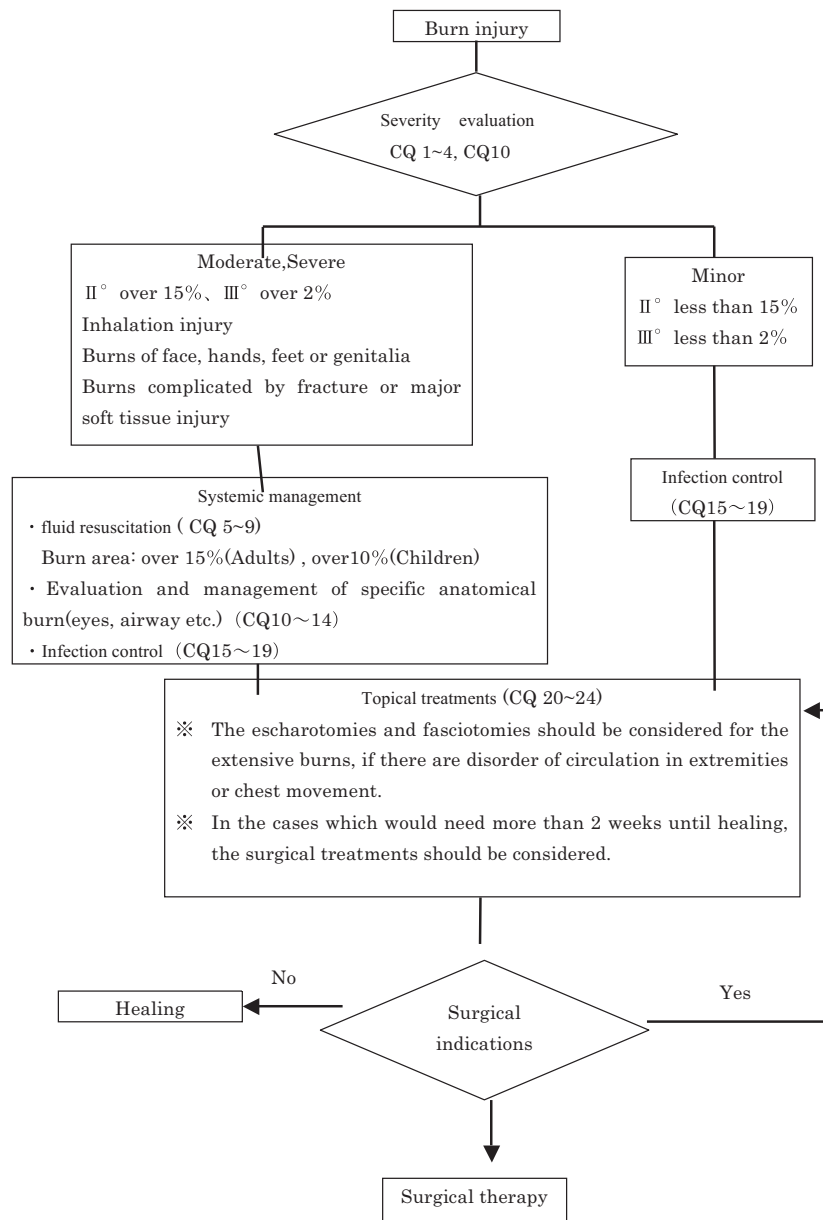 Burn injury
Severity evaluation
CQ 1~4, CQ10
Moderate,Severe
Ⅱ° over 15%、Ⅲ° over 2%
Inhalation injury
Burns of face, hands, feet or genitalia
Burns complicated by fracture or major
soft tissue injury
Minor
Ⅱ° less than 15%
Ⅲ° less than 2%
Systemic management
・fluid resuscitation ( CQ 5~9)
Burn area: over 15%(Adults) , over10%(Children)
・Evaluation and management of specific anatomical
burn(eyes, airway etc.)（CQ10～14）
・Infection control（CQ15～19）
Infection control
（CQ15～19）
Topical treatments (CQ 20~24)
※ The escharotomies and fasciotomies should be considered for the
extensive burns, if there are disorder of circulation in extremities
or chest movement.
※ In the cases which would need more than 2 weeks until healing,
the surgical treatments should be considered.
No
Healing
Surgical
indications
Yes
Surgical therapy